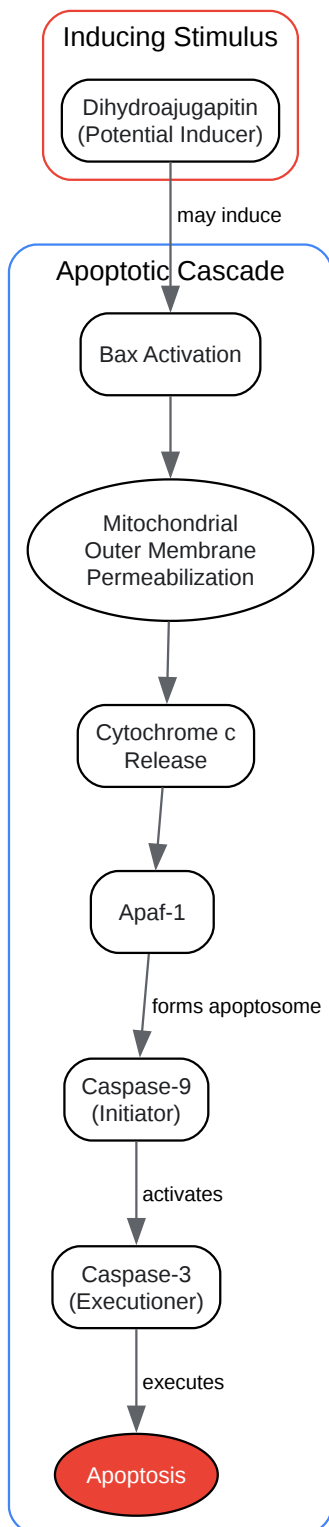 Inducing Stimulus
Dihydroajugapitin
(Potential Inducer)
may induce
Apoptotic Cascade
Bax Activation
Mitochondrial
Outer Membrane
Permeabilization
Cytochrome c
Release
Apaf-1
forms apoptosome
Caspase-9
(Initiator)
activates
Caspase-3
(Executioner)
executes
Apoptosis